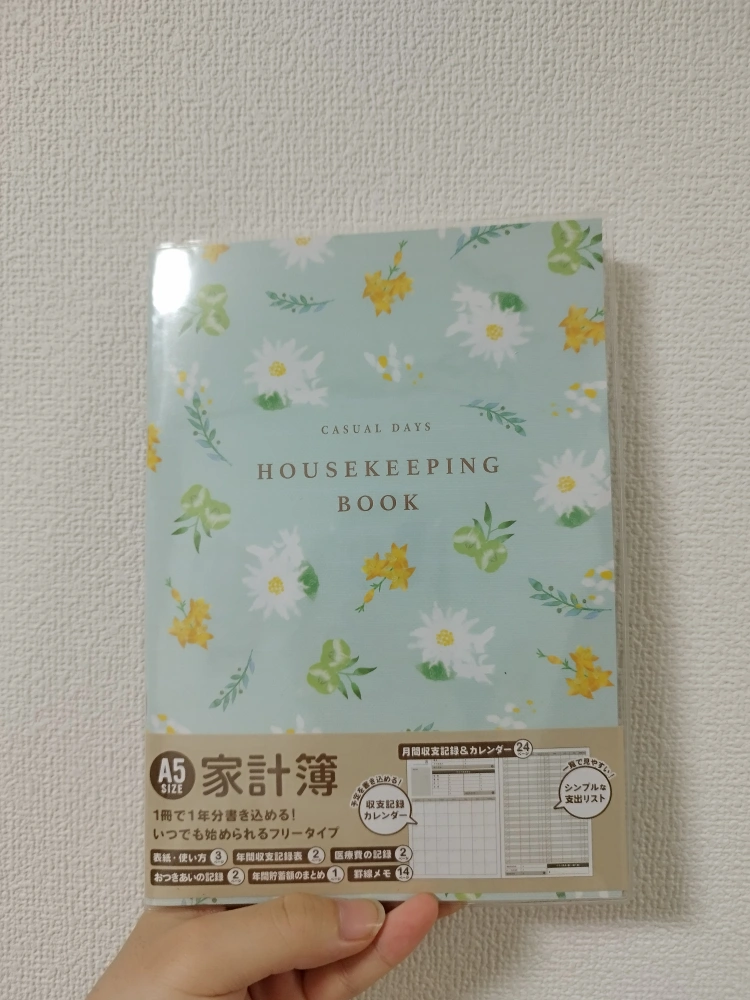 CASUAL DAYS
HOUSEKEEPING
BOOK
A5
SIZE
家計簿
1冊で1年分書き込める！
いつでも始められるフリータイプ
表紙・使い方 3
年間収支記録表 2
医療費の記録 2
おつきあいの記録 2
年間貯蓄額のまとめ 1
罫線メモ 14
月間収支記録＆カレンダー 24
予定を書き込める！
収支記録
カレンダー
一覧で見やすい！
シンプルな
支出リスト